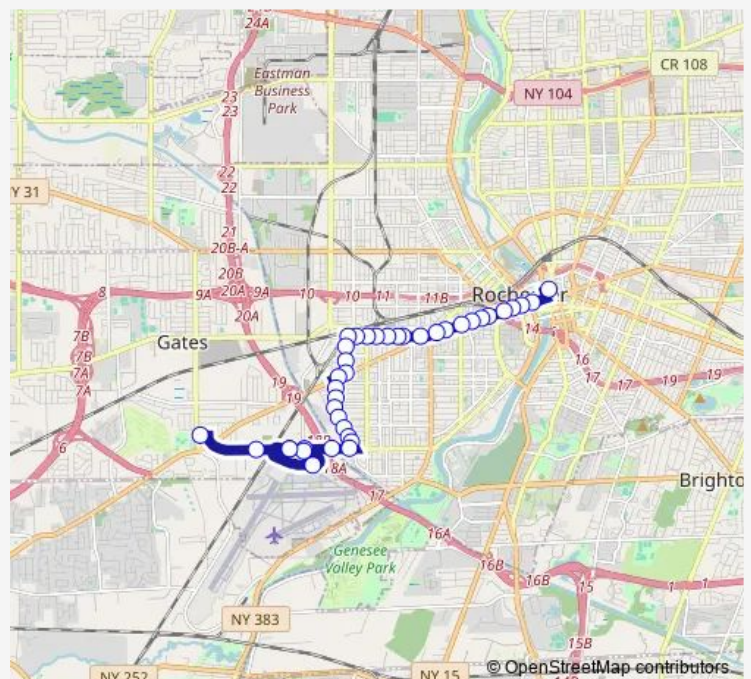 24A
Eastman
Business
Park
CR 108
NY 104
23
23
22
22
Y 31
21
20B-A
20B
20A
20A
8
9A
9A
10
10
11
11B
Gates
7B
7B
7A
7A
14
16
17
17
19
19
19
19
6
18A
17
Brighto
16A
Genesee
Valley Park
16B
16B
15
1
1
NY 383
15B
NY 252
NY 15
© OpenStreetMap contributors